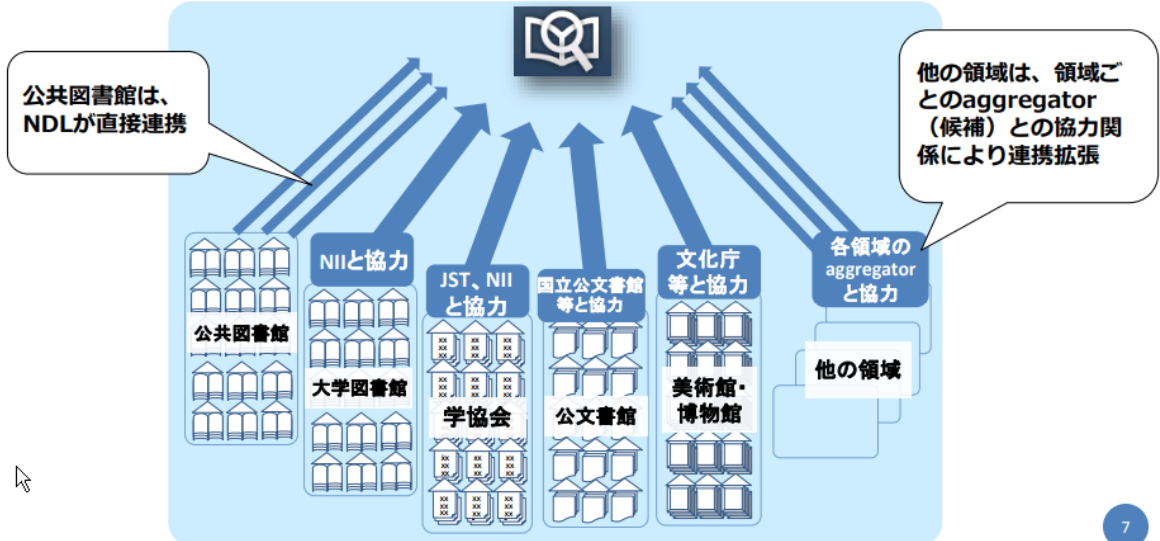 公共図書館は、
NDLが直接連携
他の領域は、領域ご
とのaggregator
（候補）との協力関
係により連携拡張
公共図書館
NIIと協力
大学図書館
JST、NII
と協力
xx
xx
xx
学協会
国立公文書館
等と協力
公文書館
文化庁
等と協力
美術館・
博物館
各領域の
aggregator
と協力
他の領域
7